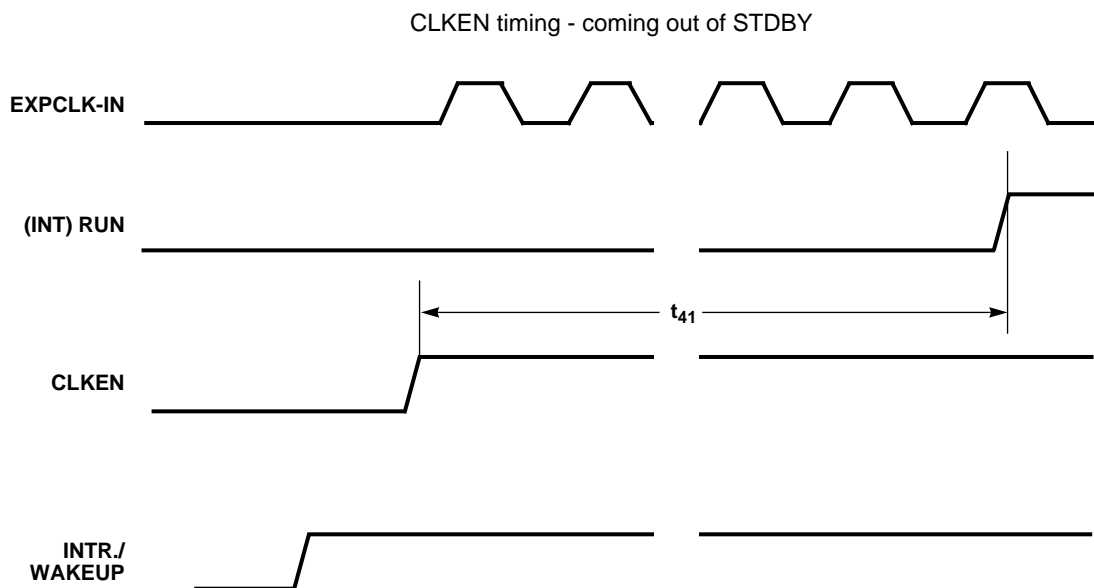 CLKEN timing - coming out of STDBY
EXPCLK-IN
(INT) RUN
t41
CLKEN
INTR./
WAKEUP